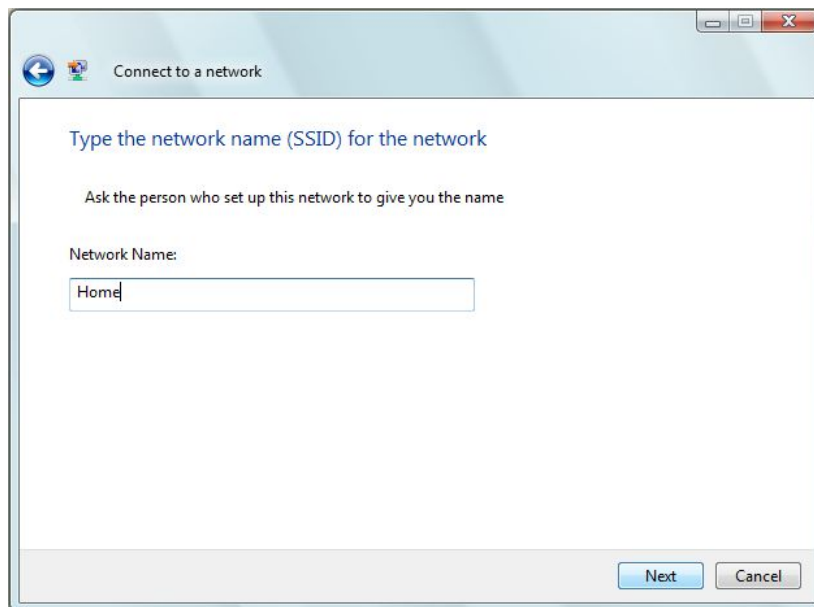 Connect to a network
Type the network name (SSID) for the network
Ask the person who set up this network to give you the name
Network Name:
Home
Next Cancel